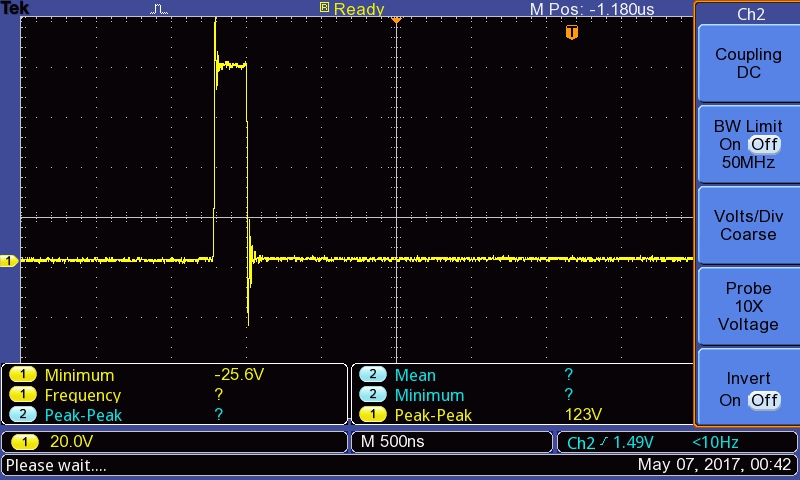 Tek
R Ready
M Pos: -1.180us
Ch2
T
Coupling
DC
BW Limit
On Off
50MHz
Volts/Div
Coarse
1
Probe
10X
Voltage
Invert
On Off
1 Minimum -25.6V
1 Frequency ?
2 Peak-Peak ?
2 Mean ?
2 Minimum ?
1 Peak-Peak 123V
1 20.0V
M 500ns
Ch2 1.49V <10Hz
Please wait....
May 07, 2017, 00:42